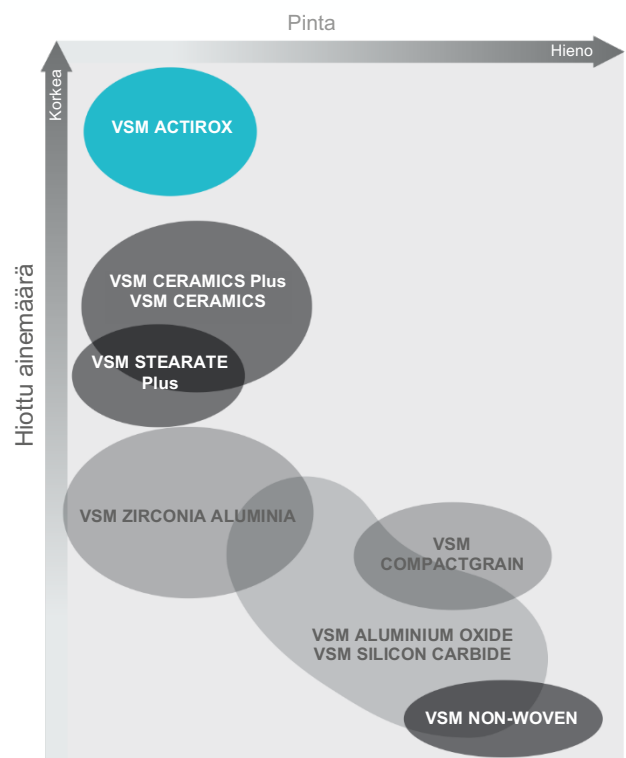 Pinta
Hieno
Korkea
Hiottu ainemäärä
VSM ACTIROX
VSM CERAMICS Plus
VSM CERAMICS
VSM STEARATE
Plus
VSM ZIRCONIA ALUMINIA
VSM
COMPACTGRAIN
VSM ALUMINIUM OXIDE
VSM SILICON CARBIDE
VSM NON-WOVEN